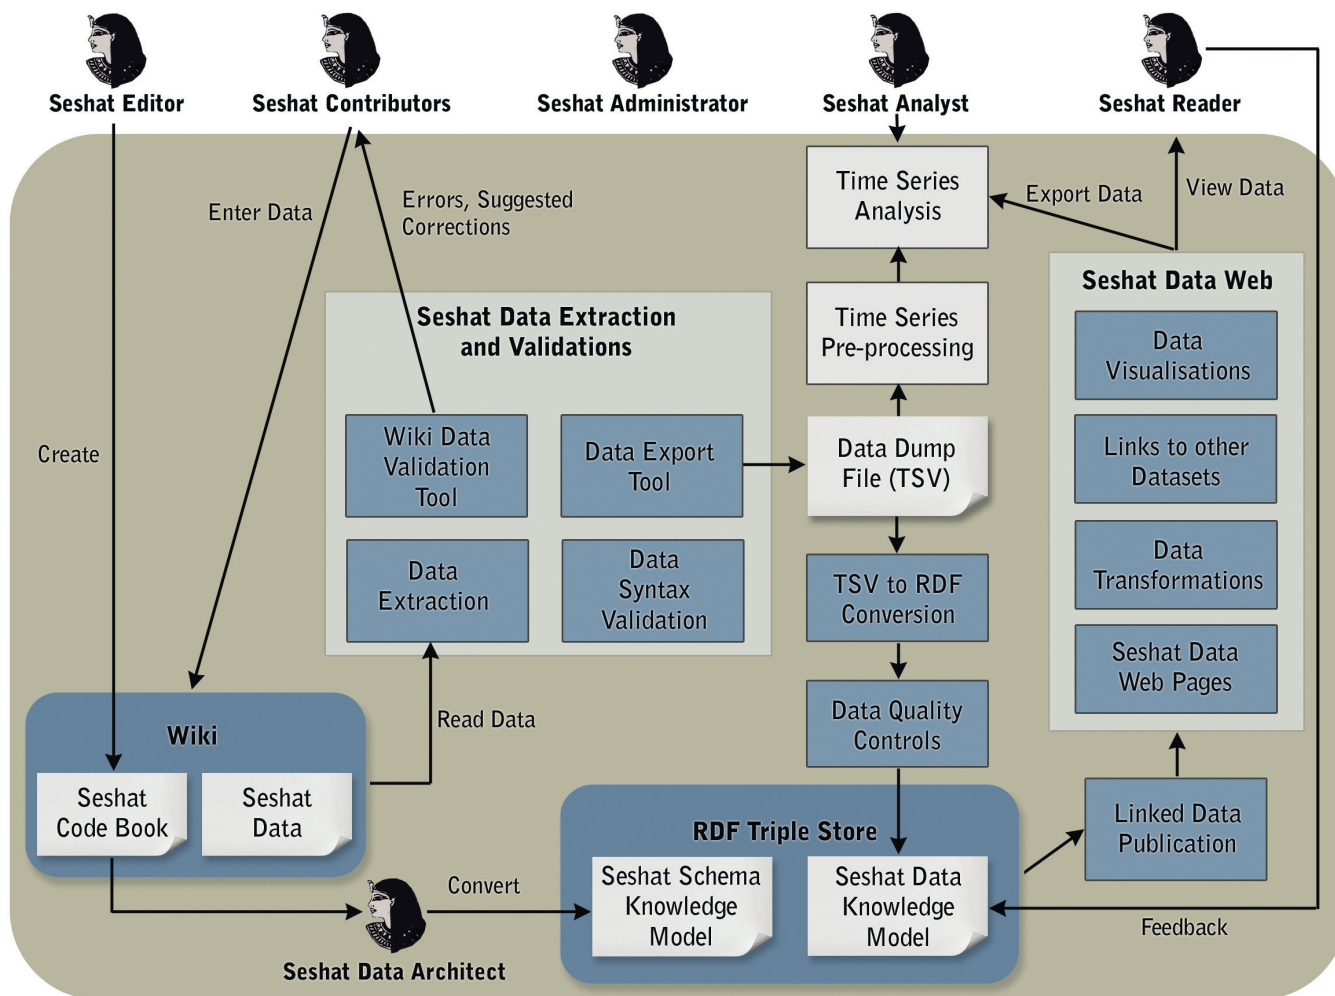 Seshat Editor
Seshat Contributors
Seshat Administrator
Seshat Analyst
Seshat Reader
Enter Data
Errors, Suggested
Corrections
Time Series
Analysis
Export Data
View Data
Seshat Data Extraction
and Validations
Time Series
Pre-processing
Seshat Data Web
Data
Visualisations
Create
Wiki Data
Validation
Tool
Data Export
Tool
Data Dump
File (TSV)
Links to other
Datasets
Data
Extraction
Data
Syntax
Validation
TSV to RDF
Conversion
Data
Transformations
Seshat Data
Web Pages
Wiki
Read Data
Data Quality
Controls
Seshat
Code Book
Seshat
Data
RDF Triple Store
Linked Data
Publication
Convert
Seshat Schema
Knowledge
Model
Seshat Data
Knowledge
Model
Feedback
Seshat Data Architect